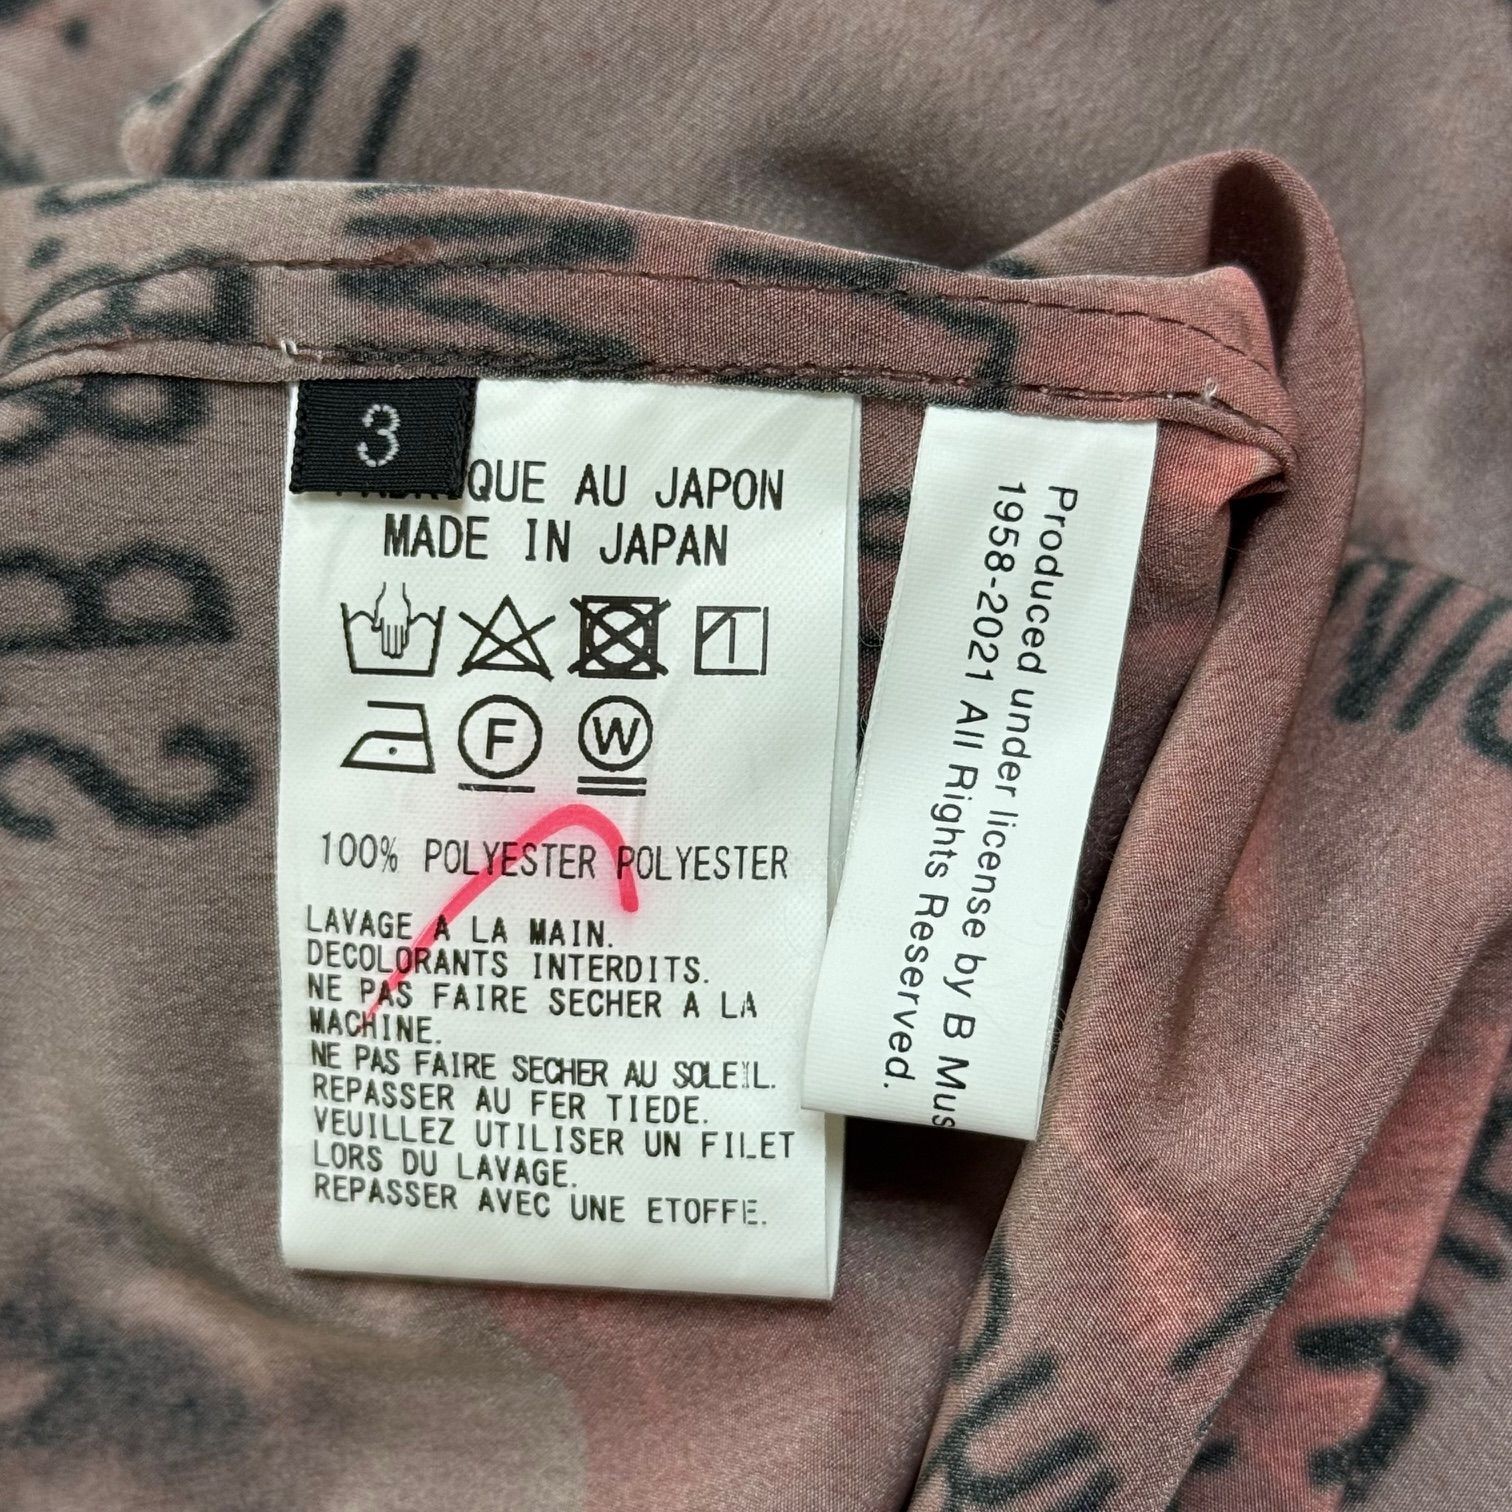 3
QUE AU JAPON
MADE IN JAPAN
F
W
100% POLYESTER POLYESTER
LAVAGE A LA MAIN.
DECOLORANTS INTERDITS.
NE PAS FAIRE SECHER A LA
MACHINE.
NE PAS FAIRE SECHER AU SOLEIL.
REPASSER AU FER TIEDE.
VEUILLEZ UTILISER UN FILET
LORS DU LAVAGE.
REPASSER AVEC UNE ETOFFE.
Produced under license by B Mus
1958-2021 All Rights Reserved.